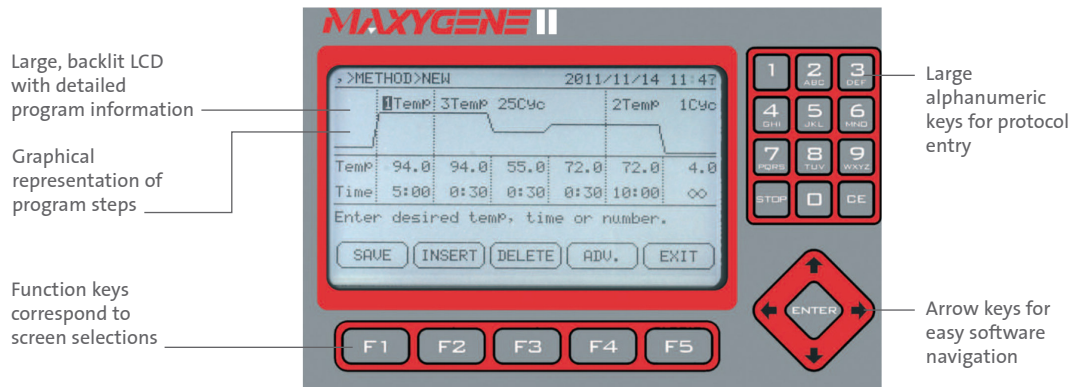 MAXYGENE II
Large, backlit LCD
with detailed
program information
Graphical
representation of
program steps
Function keys
correspond to
screen selections
, >METHOD>NEW 2011/11/14 11:47
1Temp 3Temp 25Cyc 2Temp 1Cyc
Temp 94.0 94.0 55.0 72.0 72.0 4.0
Time 5:00 0:30 0:30 0:30 10:00 ∞
Enter desired temp, time or number.
SAVE INSERT DELETE ADV. EXIT
F1 F2 F3 F4 F5
1 2 3
ABC DEF
4 5 6
GHI JKL MNO
7 8 9
PQRS TUV WXYZ
STOP 0 CE
ENTER
Large
alphanumeric
keys for protocol
entry
Arrow keys for
easy software
navigation